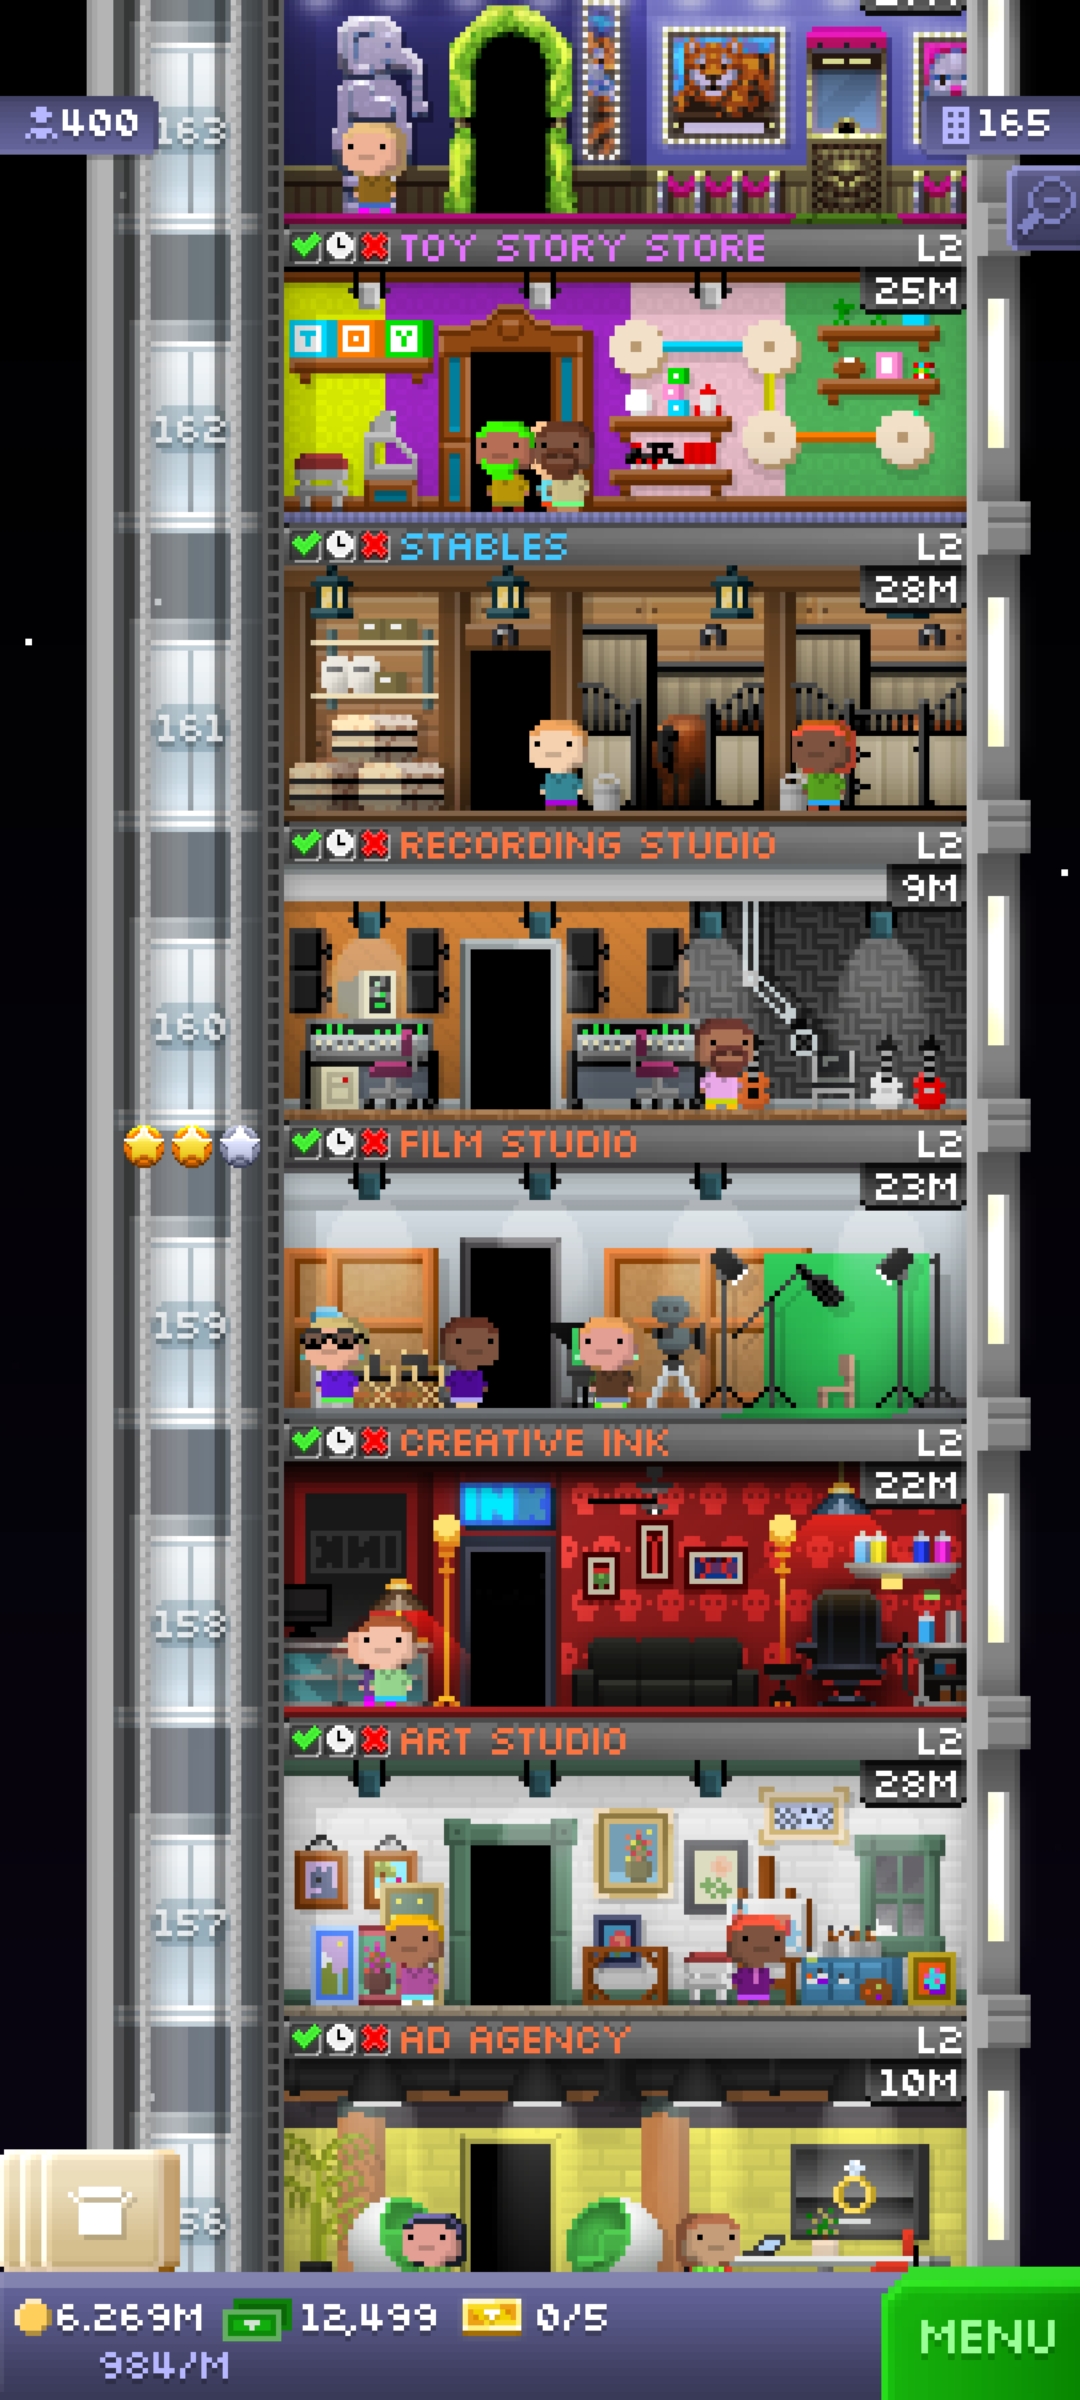 400
163
165
TOY STORY STORE L2
25M
TOY
162
STABLES L2
28M
161
RECORDING STUDIO L2
9M
160
FILM STUDIO L2
23M
159
CREATIVE INK L2
22M
INK
158
ART STUDIO L2
28M
157
AD AGENCY L2
10M
56
6.269M 12,499 0/5
984/M
MENU